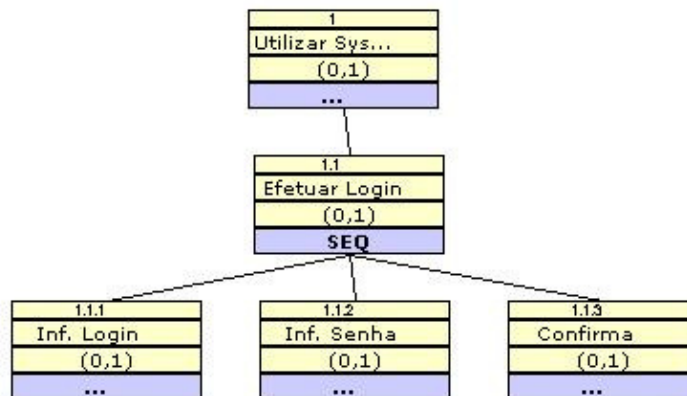 1
Utilizar Sys...
(0,1)
...
1.1
Efetuar Login
(0,1)
SEQ
1.1.1
Inf. Login
(0,1)
...
1.1.2
Inf. Senha
(0,1)
...
1.1.3
Confirma
(0,1)
...